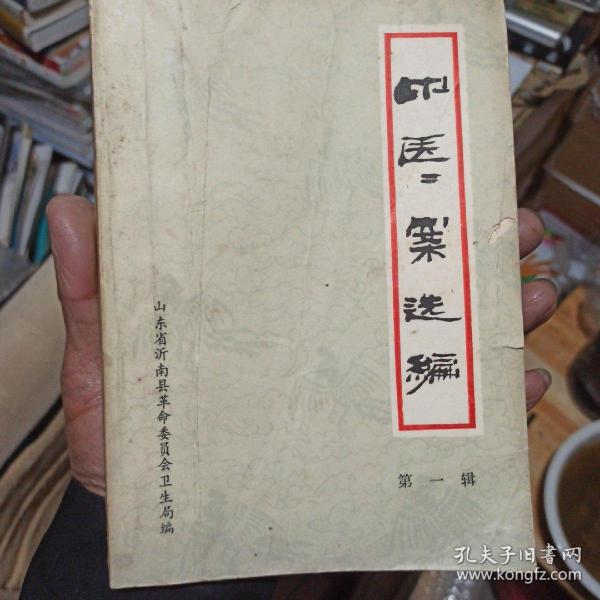 中医〻案选编
第一辑
山东省沂南县革命委员会卫生局编
孔夫子旧书网
www.kongfz.com